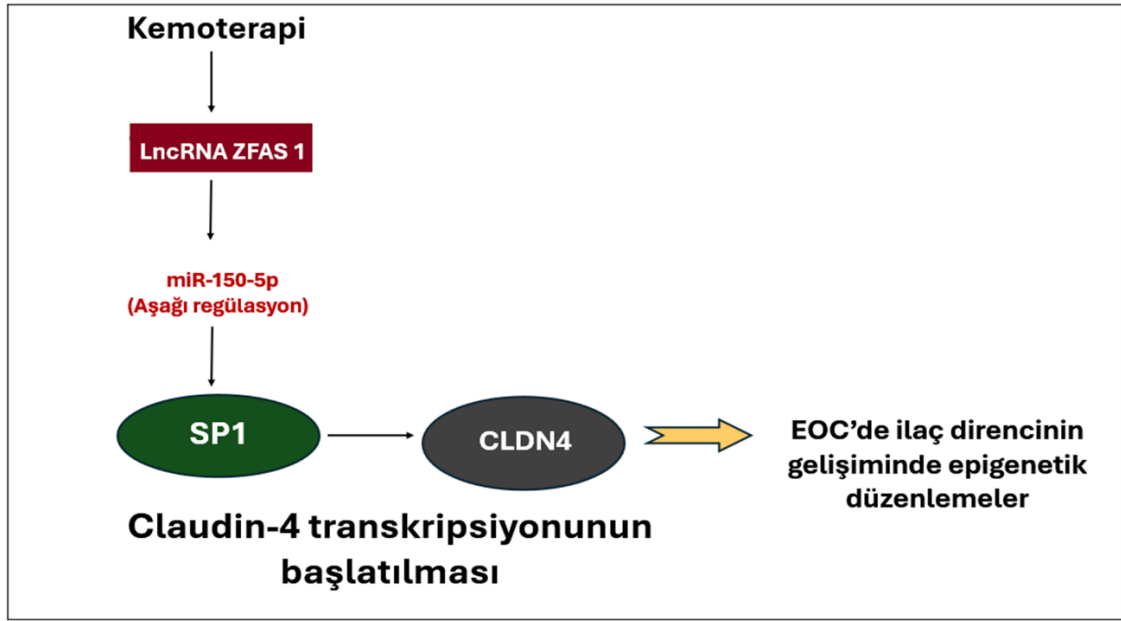 Kemoterapi
LncRNA ZFAS 1
miR-150-5p
(Aşağı regülasyon)
SP1
CLDN4
EOC'de ilaç direncinin
gelişiminde epigenetik
düzenlemeler
Claudin-4 transkripsiyonunun
başlatılması